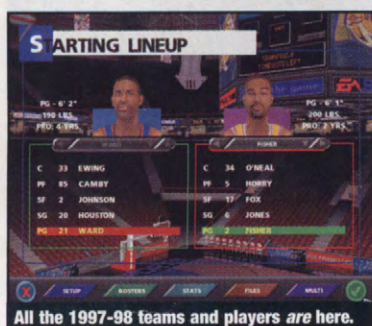 STARTING LINEUP
PG - 6' 2"
190 LBS.
PRO: 4 YRS.
PG - 6' 1"
200 LBS.
PRO: 2 YRS.
FISHER
C 33 EWING
PF 85 CAMBY
SF 2 JOHNSON
SG 20 HOUSTON
PG 21 WARD
C 34 O'NEAL
PF 5 HORRY
SF 17 FOX
SG 6 JONES
PG 2 FISHER
SETUP
ROSTERS
STATS
FILES
MULTI
All the 1997-98 teams and players are here.